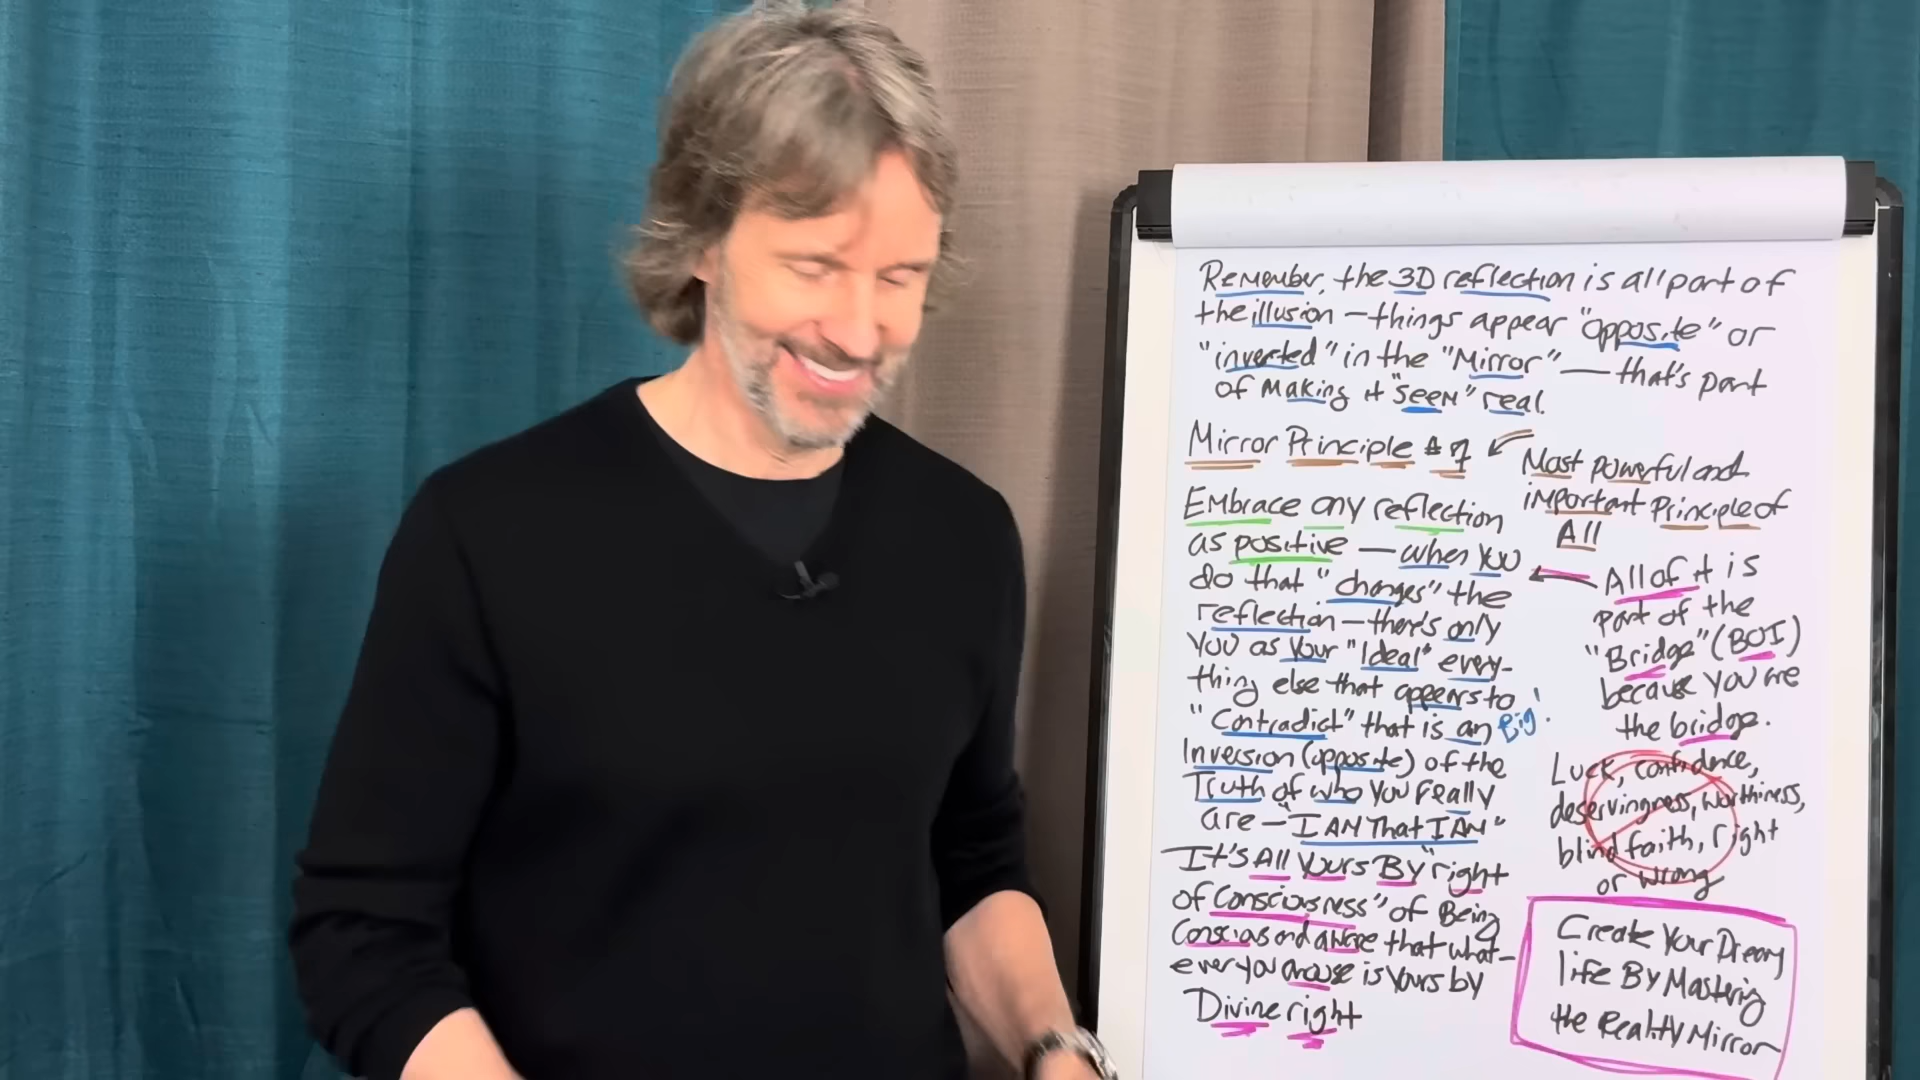 Remember, the 3D reflection is all part of
the illusion — things appear "opposite" or
"inverted" in the "Mirror" — that's part
of making it "seem" real.
Mirror Principle #7
Most powerful and
important Principle of
All
Embrace any reflection
as positive — when you
do that "changes" the
reflection — there's only
you as your "Ideal" every-
thing else that appears to
"Contradict" that is an Big!
Inversion (opposite) of the
Truth of who you really
are — "I AM That I AM"
It's All Yours By "right
of Consciousness" of Being
Conscious and aware that what-
ever you choose is yours by
Divine right
All of it is
part of the
"Bridge" (BOI)
because you are
the bridge.
Luck, confidence,
deservingness, worthiness,
blind faith, right
or wrong
Create Your Dream
life By Mastering
the Reality Mirror